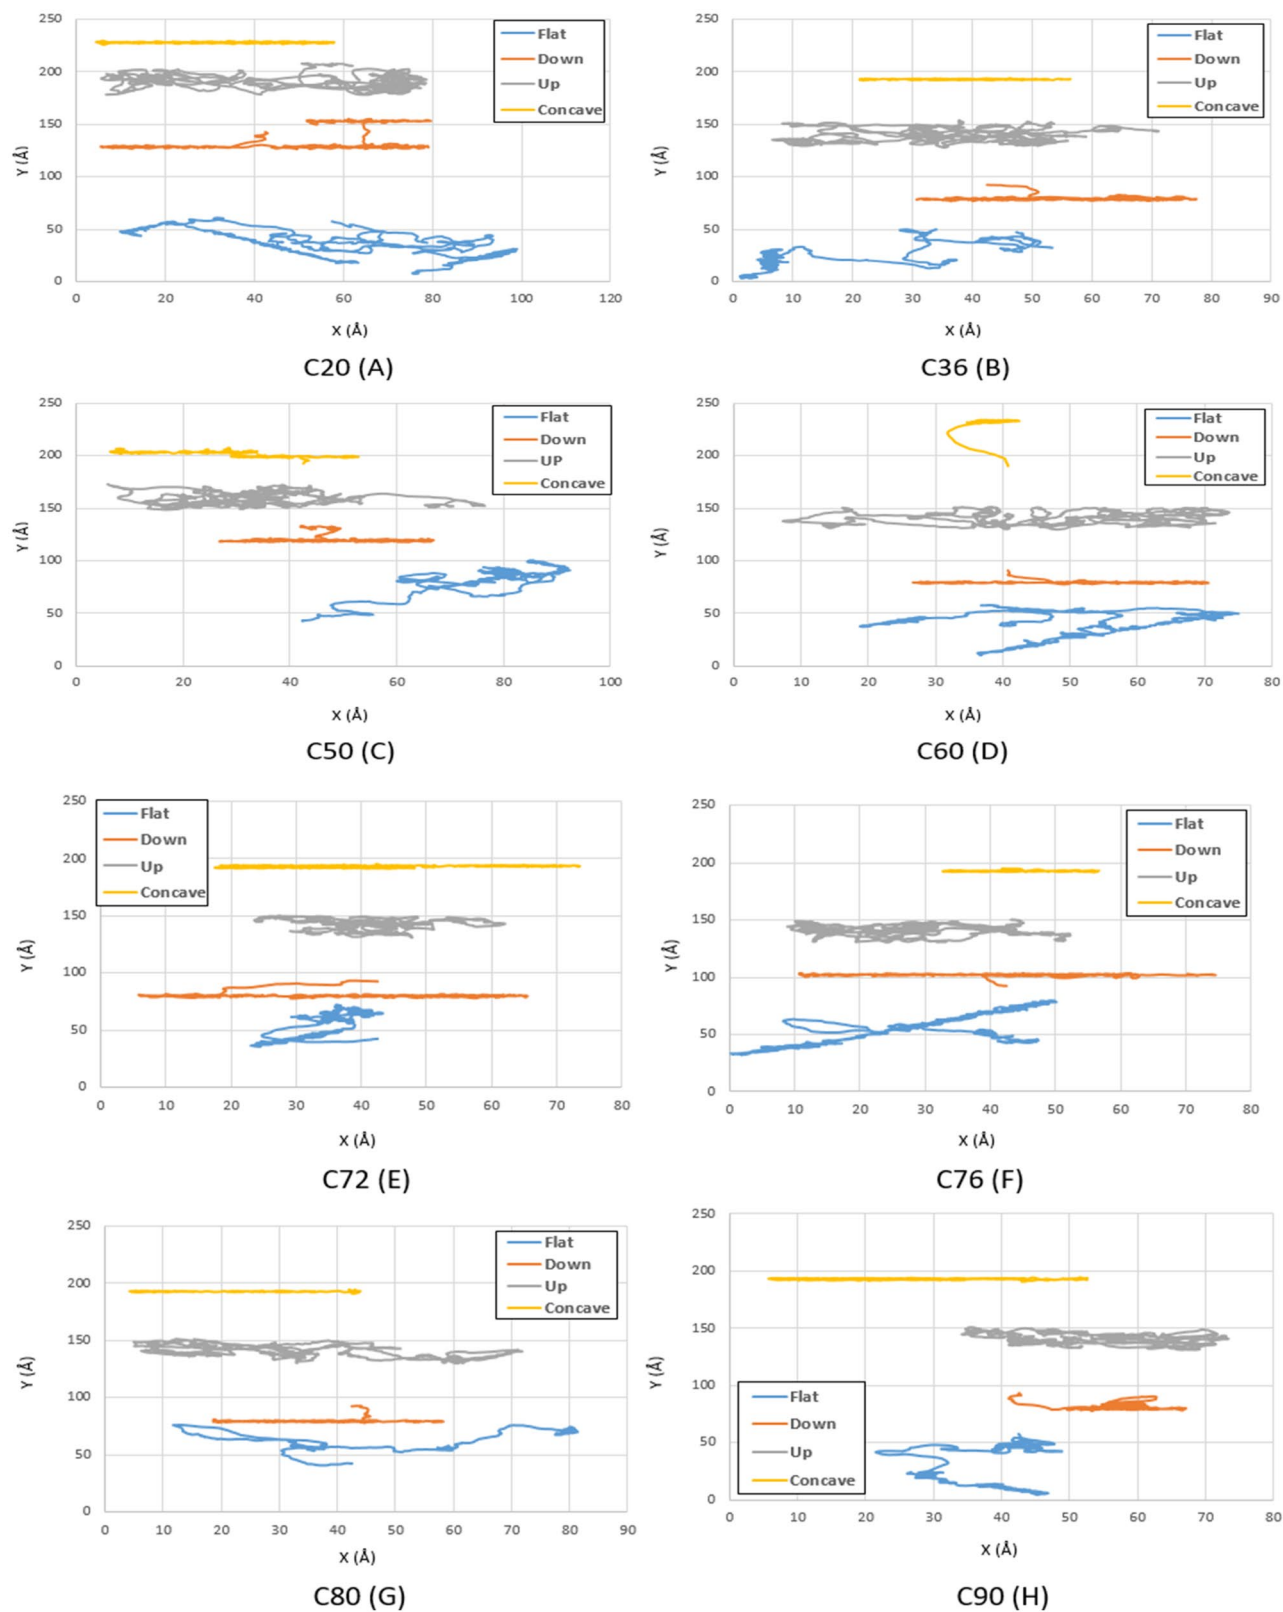 250
200
150
100
50
0
Y (Å)
0 20 40 60 80 100 120
X (Å)
Flat
Down
Up
Concave
C20 (A)
250
200
150
100
50
0
Y (Å)
0 10 20 30 40 50 60 70 80 90
X (Å)
Flat
Down
Up
Concave
C36 (B)
250
200
150
100
50
0
Y (Å)
0 20 40 60 80 100
X (Å)
Flat
Down
UP
Concave
C50 (C)
250
200
150
100
50
0
Y (Å)
0 10 20 30 40 50 60 70 80
X (Å)
Flat
Down
Up
Concave
C60 (D)
250
200
150
100
50
0
Y (Å)
0 10 20 30 40 50 60 70 80
X (Å)
Flat
Down
Up
Concave
C72 (E)
250
200
150
100
50
0
Y (Å)
0 10 20 30 40 50 60 70 80
X (Å)
Flat
Down
Up
Concave
C76 (F)
250
200
150
100
50
0
Y (Å)
0 10 20 30 40 50 60 70 80 90
X (Å)
Flat
Down
Up
Concave
C80 (G)
250
200
150
100
50
0
Y (Å)
0 10 20 30 40 50 60 70 80
X (Å)
Flat
Down
Up
Concave
C90 (H)